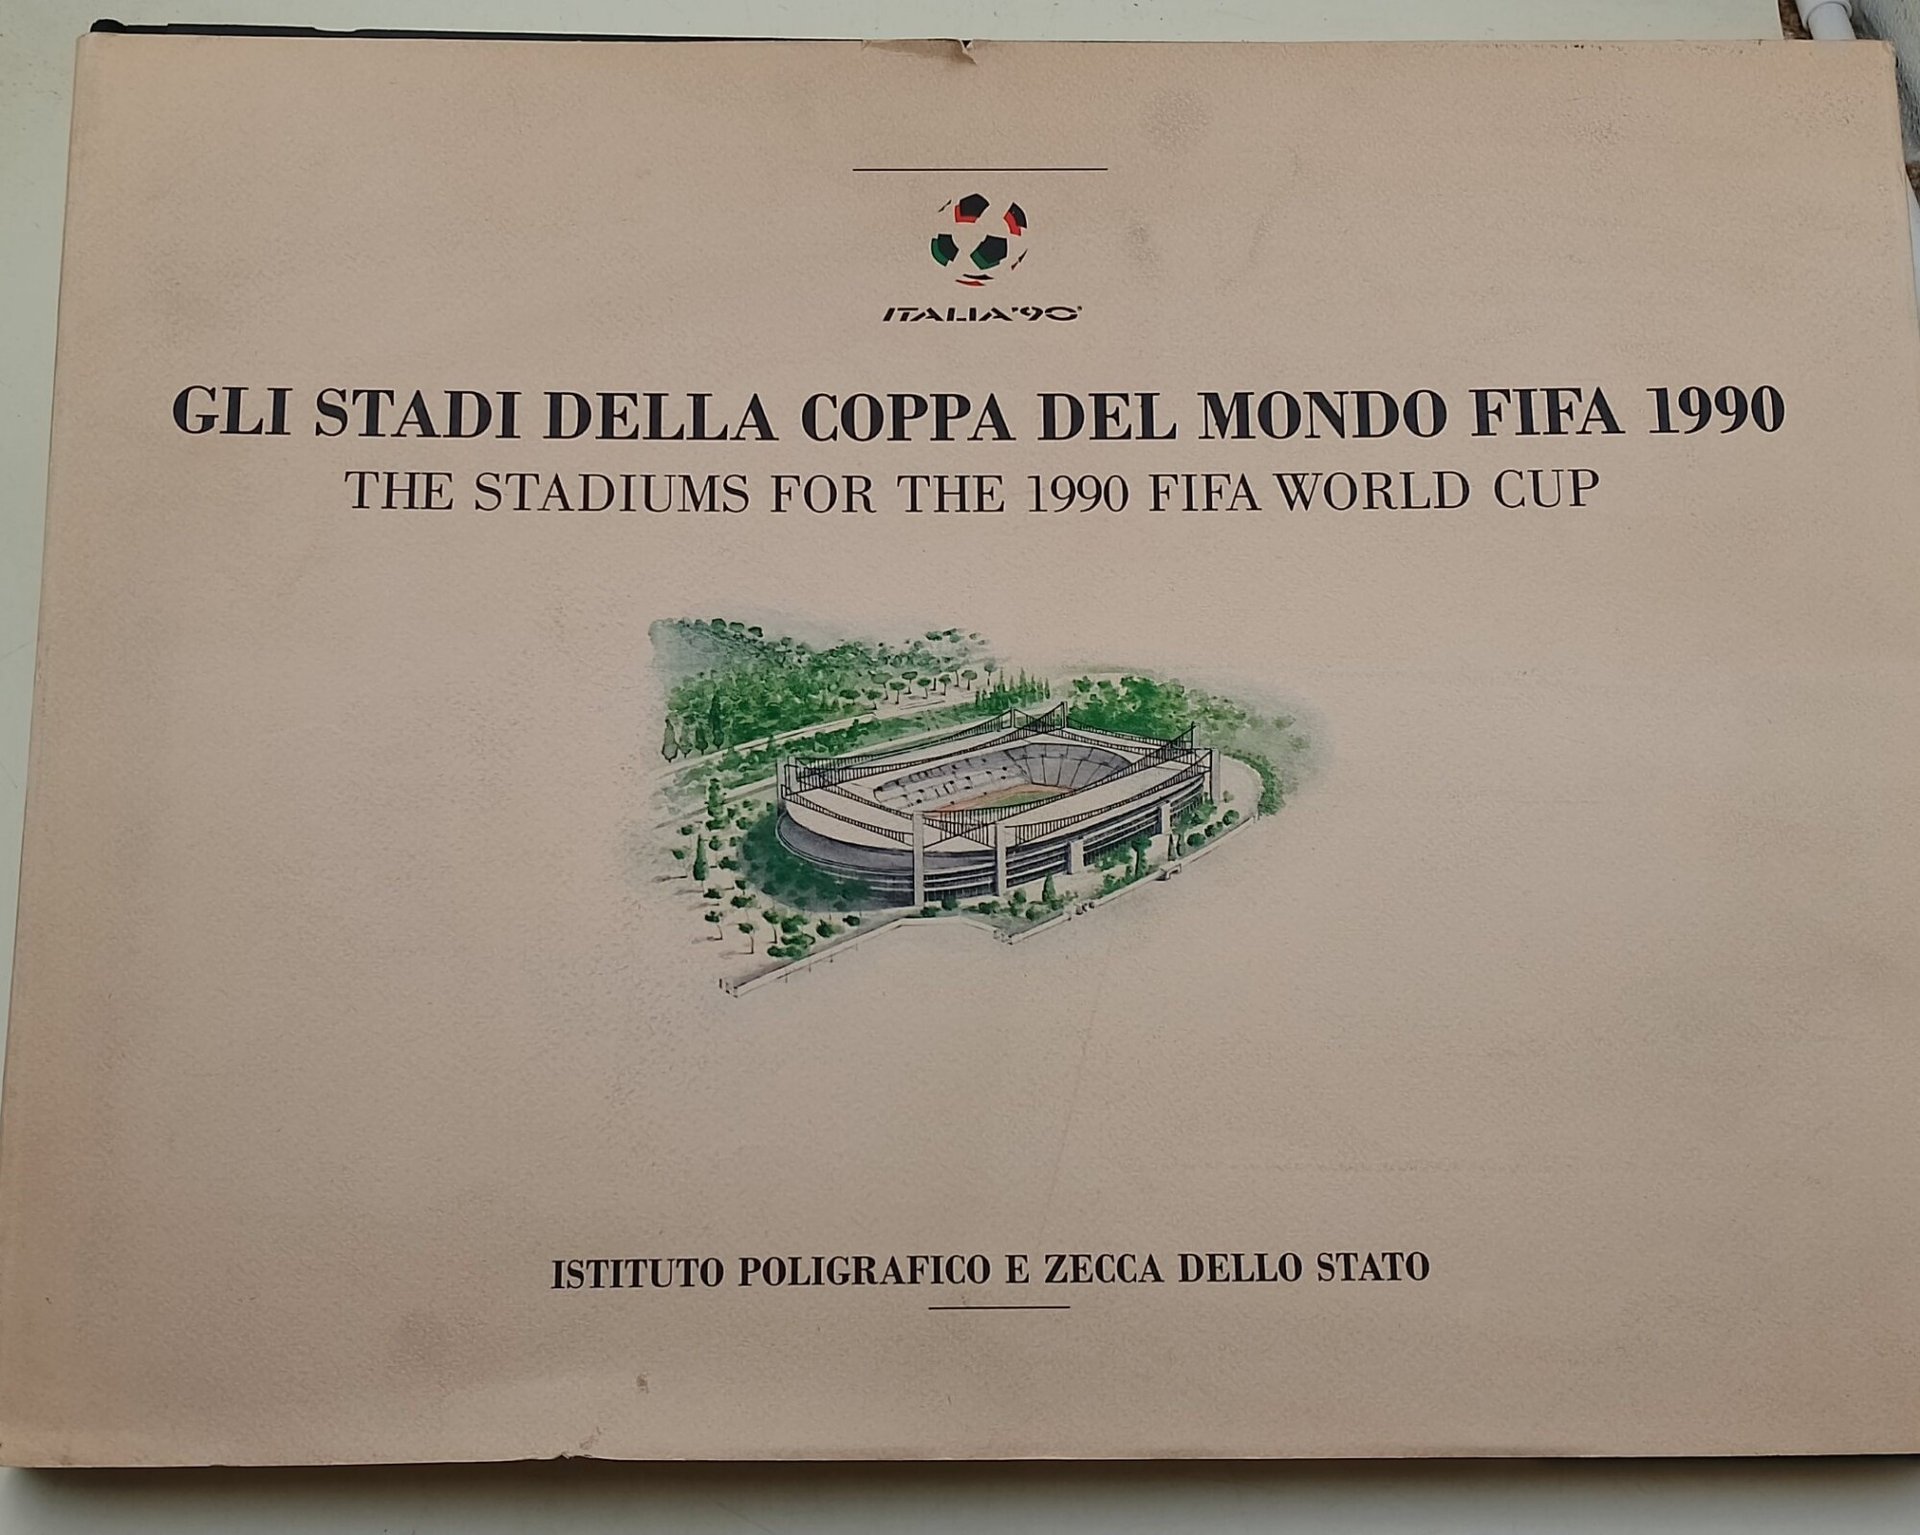 ITALIA'90
GLI STADI DELLA COPPA DEL MONDO FIFA 1990
THE STADIUMS FOR THE 1990 FIFA WORLD CUP
ISTITUTO POLIGRAFICO E ZECCA DELLO STATO